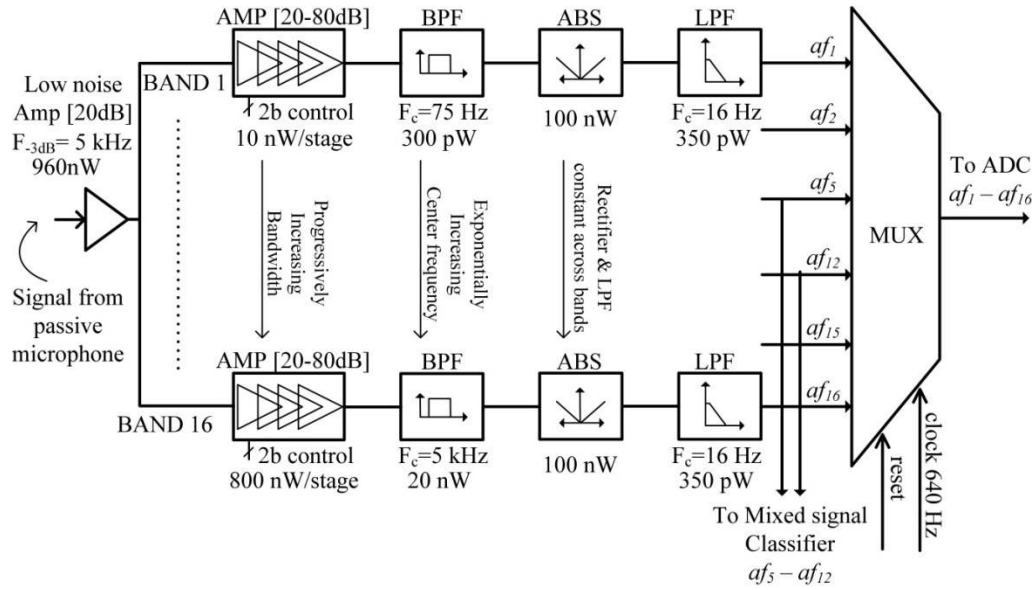 AMP [20-80dB]
BPF
ABS
LPF
Low noise
Amp [20dB]
F-3dB= 5 kHz
960nW
BAND 1
2b control
10 nW/stage
Fc=75 Hz
300 pW
100 nW
Fc=16 Hz
350 pW
af1
af2
af5
af12
af15
af16
MUX
To ADC
af1 – af16
Signal from
passive
microphone
Progressively
Increasing
Bandwidth
Exponentially
Increasing
Center frequency
Rectifier & LPF
constant across bands
AMP [20-80dB]
BPF
ABS
LPF
BAND 16
2b control
800 nW/stage
Fc=5 kHz
20 nW
100 nW
Fc=16 Hz
350 pW
To Mixed signal
Classifier
af5 – af12
reset
clock 640 Hz